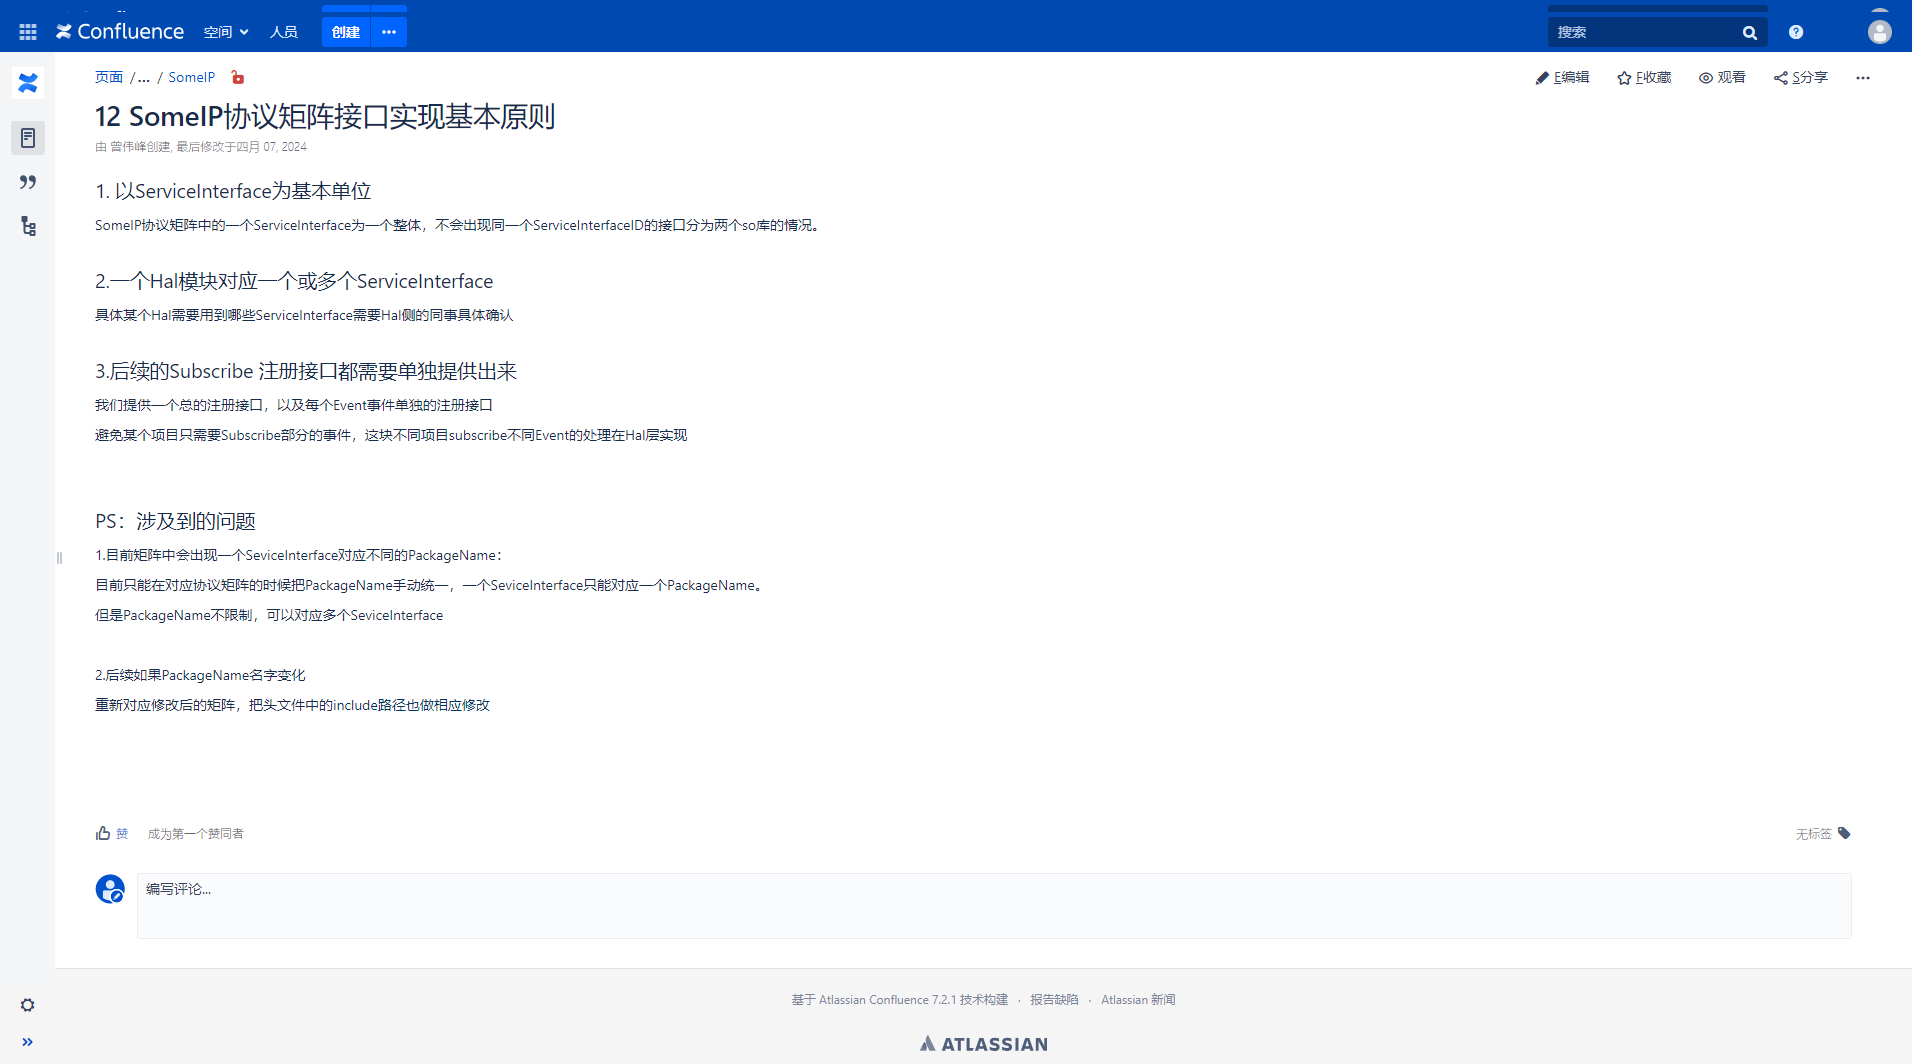 Confluence 空间 人员 创建 搜索
页面 / ... / SomeIP E编辑 F收藏 观看 S分享
12 SomeIP协议矩阵接口实现基本原则
由 曾伟峰创建, 最后修改于四月 07, 2024
1. 以ServiceInterface为基本单位
SomeIP协议矩阵中的一个ServiceInterface为一个整体，不会出现同一个ServiceInterfaceID的接口分为两个so库的情况。
2.一个Hal模块对应一个或多个ServiceInterface
具体某个Hal需要用到哪些ServiceInterface需要Hal侧的同事具体确认
3.后续的Subscribe 注册接口都需要单独提供出来
我们提供一个总的注册接口，以及每个Event事件单独的注册接口
避免某个项目只需要Subscribe部分的事件，这块不同项目subscribe不同Event的处理在Hal层实现
PS：涉及到的问题
1.目前矩阵中会出现一个SeviceInterface对应不同的PackageName：
目前只能在对应协议矩阵的时候把PackageName手动统一，一个SeviceInterface只能对应一个PackageName。
但是PackageName不限制，可以对应多个SeviceInterface
2.后续如果PackageName名字变化
重新对应修改后的矩阵，把头文件中的include路径也做相应修改
赞 成为第一个赞同者 无标签
编写评论...
基于 Atlassian Confluence 7.2.1 技术构建 · 报告缺陷 · Atlassian 新闻
ATLASSIAN